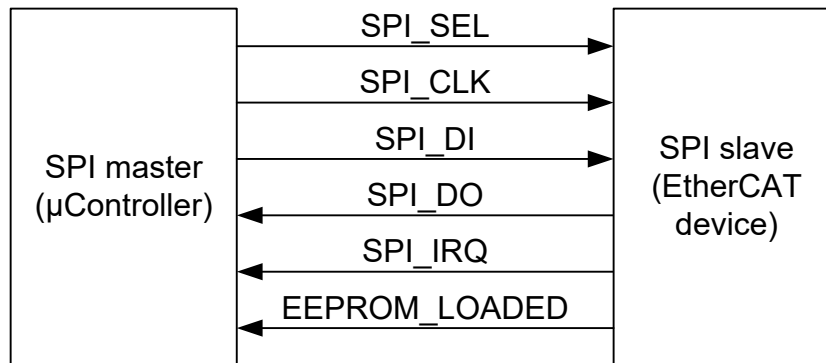 SPI_SEL
SPI_CLK
SPI_DI
SPI_DO
SPI_IRQ
EEPROM_LOADED
SPI master
(µController)
SPI slave
(EtherCAT
device)